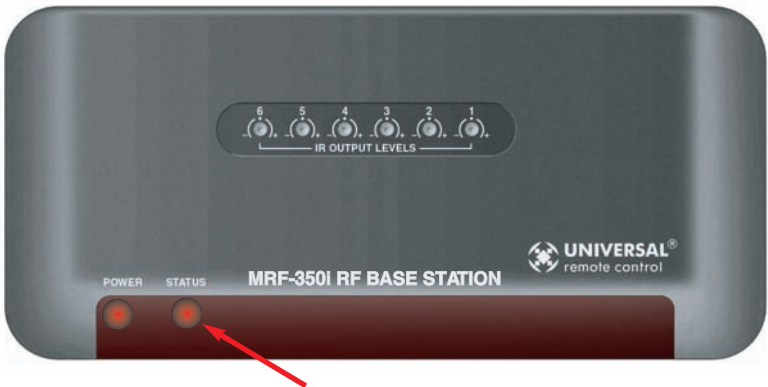 6 5 4 3 2 1
- + - + - + - + - + - +
IR OUTPUT LEVELS
UNIVERSAL®
remote control
POWER STATUS MRF-350i RF BASE STATION